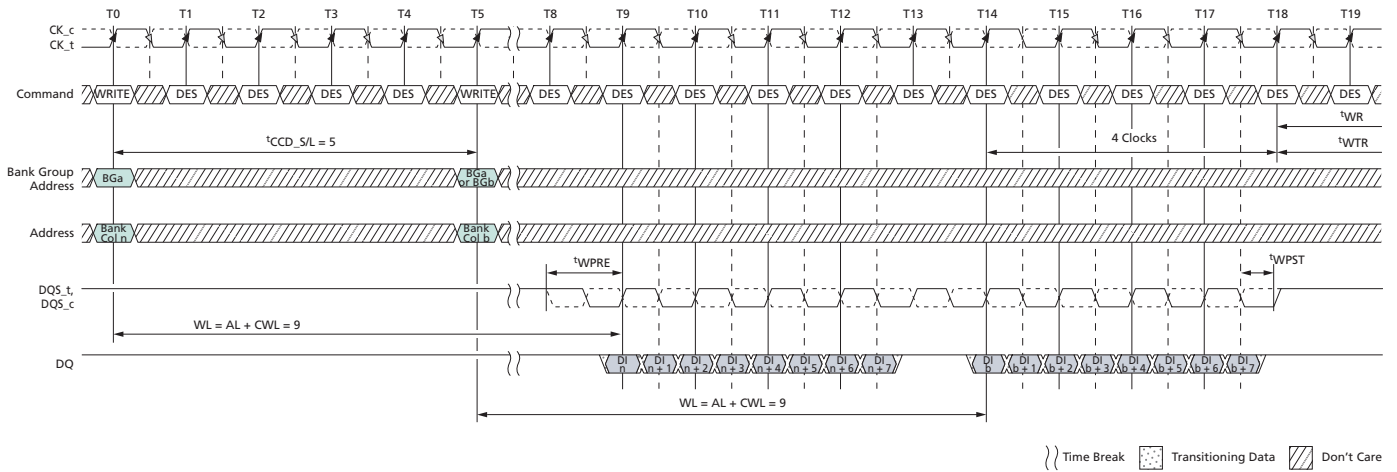 T0 T1 T2 T3 T4 T5 T8 T9 T10 T11 T12 T13 T14 T15 T16 T17 T18 T19
CK_c
CK_t
Command WRITE DES DES DES DES WRITE DES DES DES DES DES DES DES DES DES DES DES DES
tWR
tCCD_S/L = 5
4 Clocks
tWTR
Bank Group
Address
BGa
BGa
or BGb
Address
Bank
Col n
Bank
Col b
tWPRE
tWPST
DQS_t,
DQS_c
WL = AL + CWL = 9
DQ
DI
n
DI
n + 1
DI
n + 2
DI
n + 3
DI
n + 4
DI
n + 5
DI
n + 6
DI
n + 7
DI
b
DI
b + 1
DI
b + 2
DI
b + 3
DI
b + 4
DI
b + 5
DI
b + 6
DI
b + 7
WL = AL + CWL = 9
Time Break Transitioning Data Don't Care